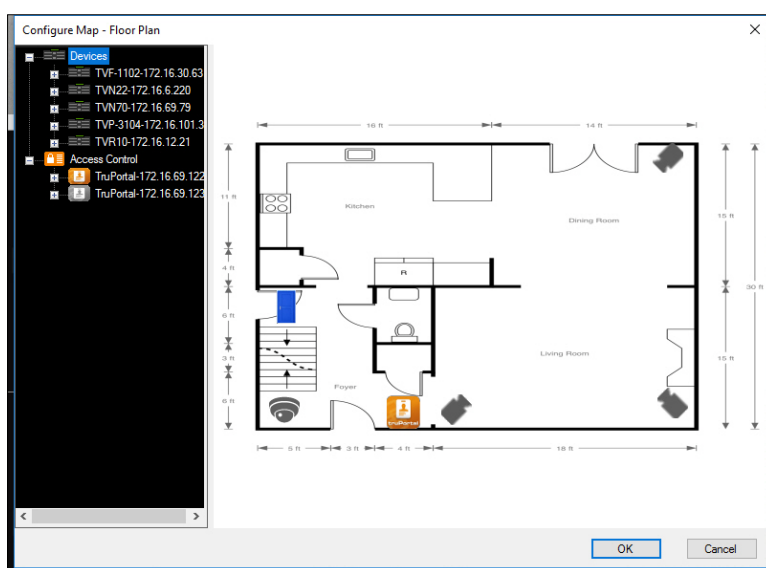 Configure Map - Floor Plan
Devices
TVF-1102-172.16.30.63
TVN22-172.16.6.220
TVN70-172.16.69.79
TVP-3104-172.16.101.3
TVR10-172.16.12.21
Access Control
TruPortal-172.16.69.122
TruPortal-172.16.69.123
16 ft
14 ft
11 ft
Kitchen
Dining Room
15 ft
4 ft
R
30 ft
6 ft
3 ft
Living Room
15 ft
Foyer
6 ft
truPortal
5 ft
3 ft
4 ft
18 ft
OK
Cancel